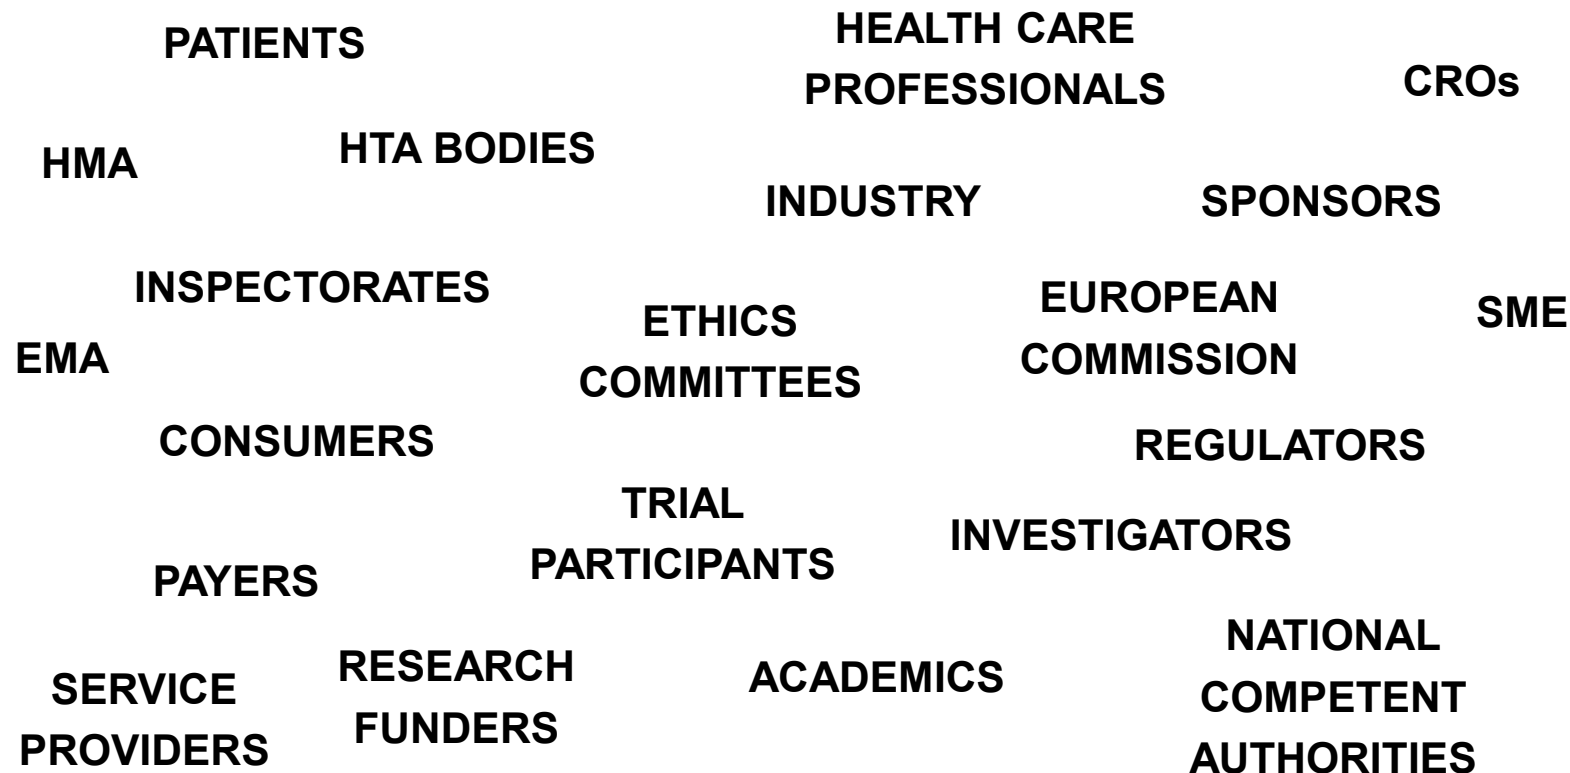 PATIENTS
HEALTH CARE
PROFESSIONALS
CROs
HMA
HTA BODIES
INDUSTRY
SPONSORS
INSPECTORATES
ETHICS
COMMITTEES
EUROPEAN
COMMISSION
SME
EMA
CONSUMERS
REGULATORS
TRIAL
PARTICIPANTS
INVESTIGATORS
PAYERS
SERVICE
PROVIDERS
RESEARCH
FUNDERS
ACADEMICS
NATIONAL
COMPETENT
AUTHORITIES